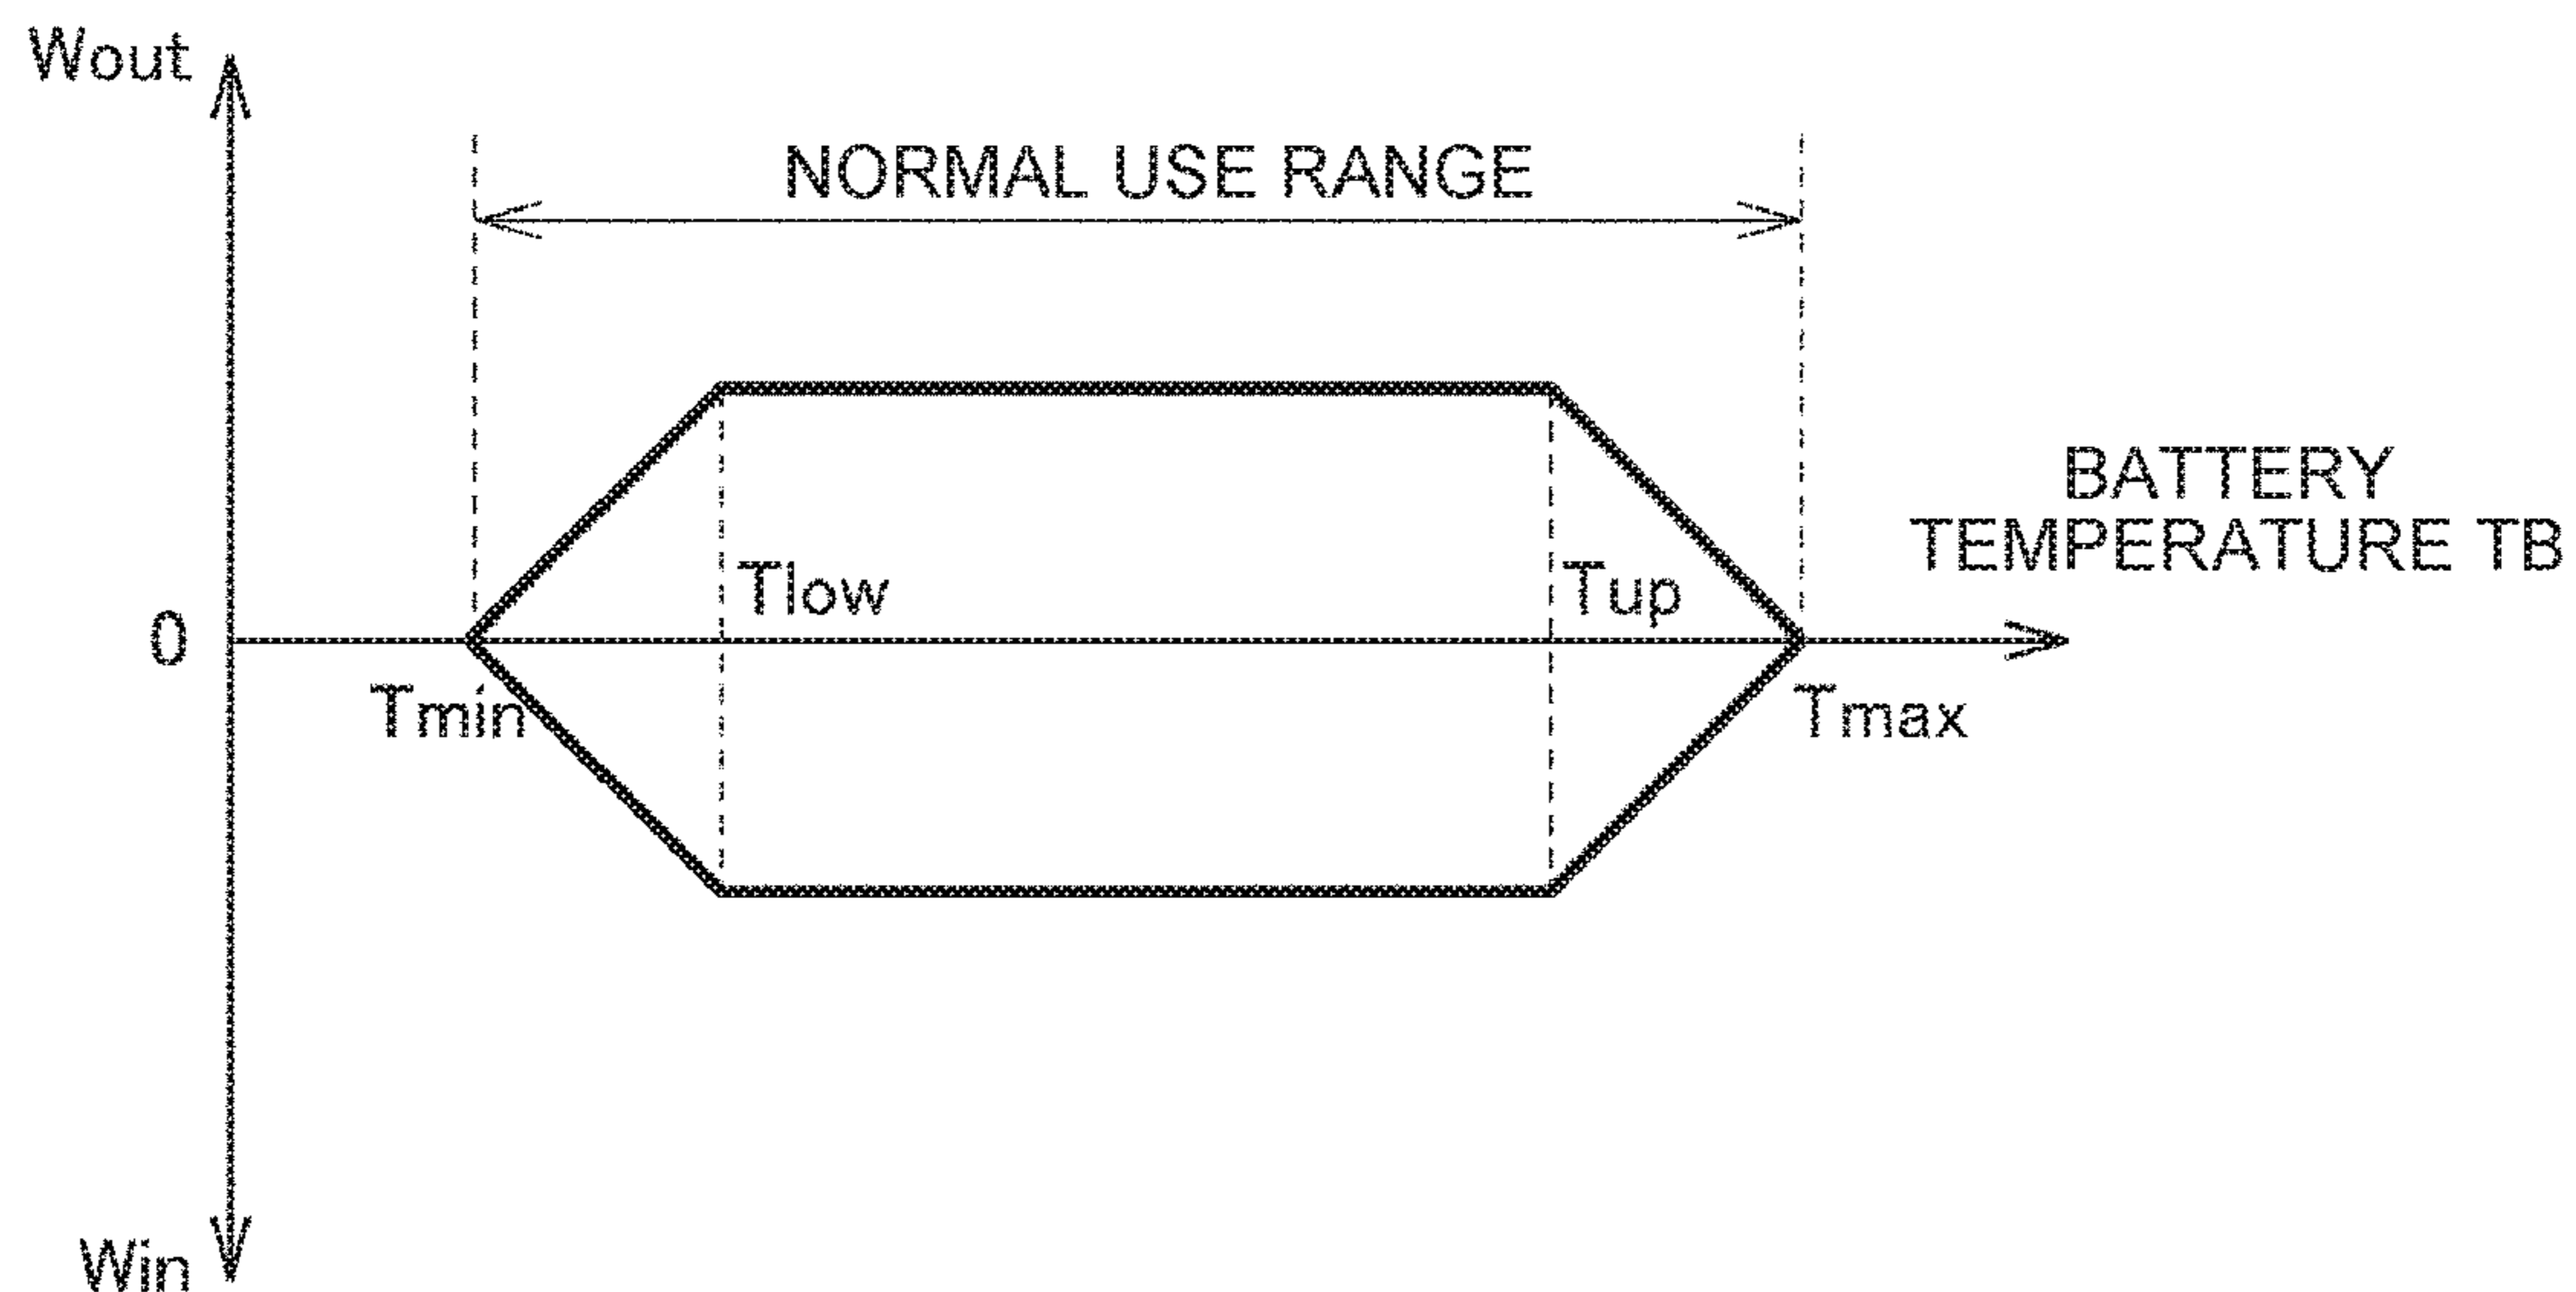 Wout
NORMAL USE RANGE
BATTERY
TEMPERATURE TB
Tlow
Tup
0
Tmin
Tmax
Win